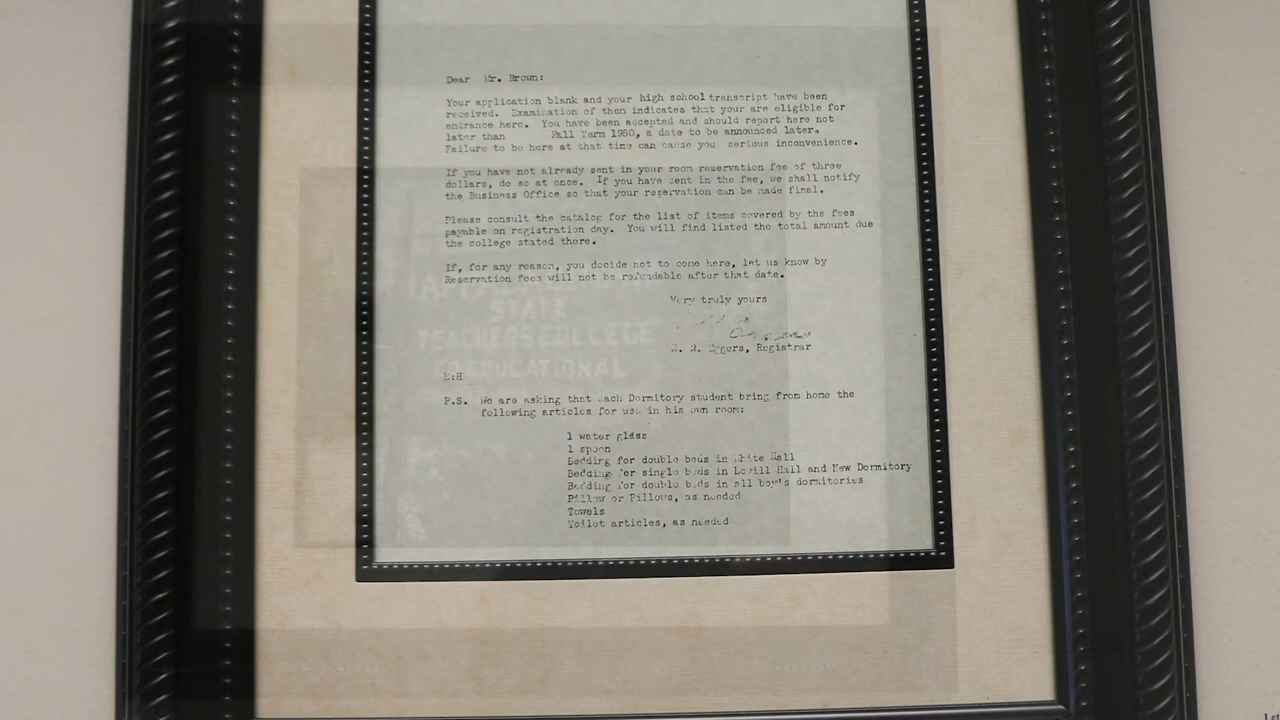 Dear Mr. Brown:
Your application blank and your high school transcript have been
received. Examination of then indicates that your are eligible for
entrance here. You have been accepted and should report here not
later than Fall Term 1950, a date to be announced later.
Failure to be here at that time can cause you serious inconvenience.
If you have not already sent in your room reservation fee of three
dollars, do so at once. If you have sent in the fee, we shall notify
the Business Office so that your reservation can be made final.
Please consult the catalog for the list of items covered by the fees
payable on registration day. You will find listed the total amount due
the college stated there.
If, for any reason, you decide not to come here, let us know by
Reservation fees will not be refundable after that date.
Very truly yours
R. Eggers, Registrar
E:H
P.S. We are asking that each Dormitory student bring from home the
following articles for use in his own room:
1 water glass
1 spoon
Bedding for double beds in White Hall
Bedding for single beds in Lovill Hall and New Dormitory
Bedding for double beds in all boy's dormitories
Pillow or Pillows, as needed
Towels
Toilet articles, as needed
STATE
TEACHERS COLLEGE
EDUCATIONAL